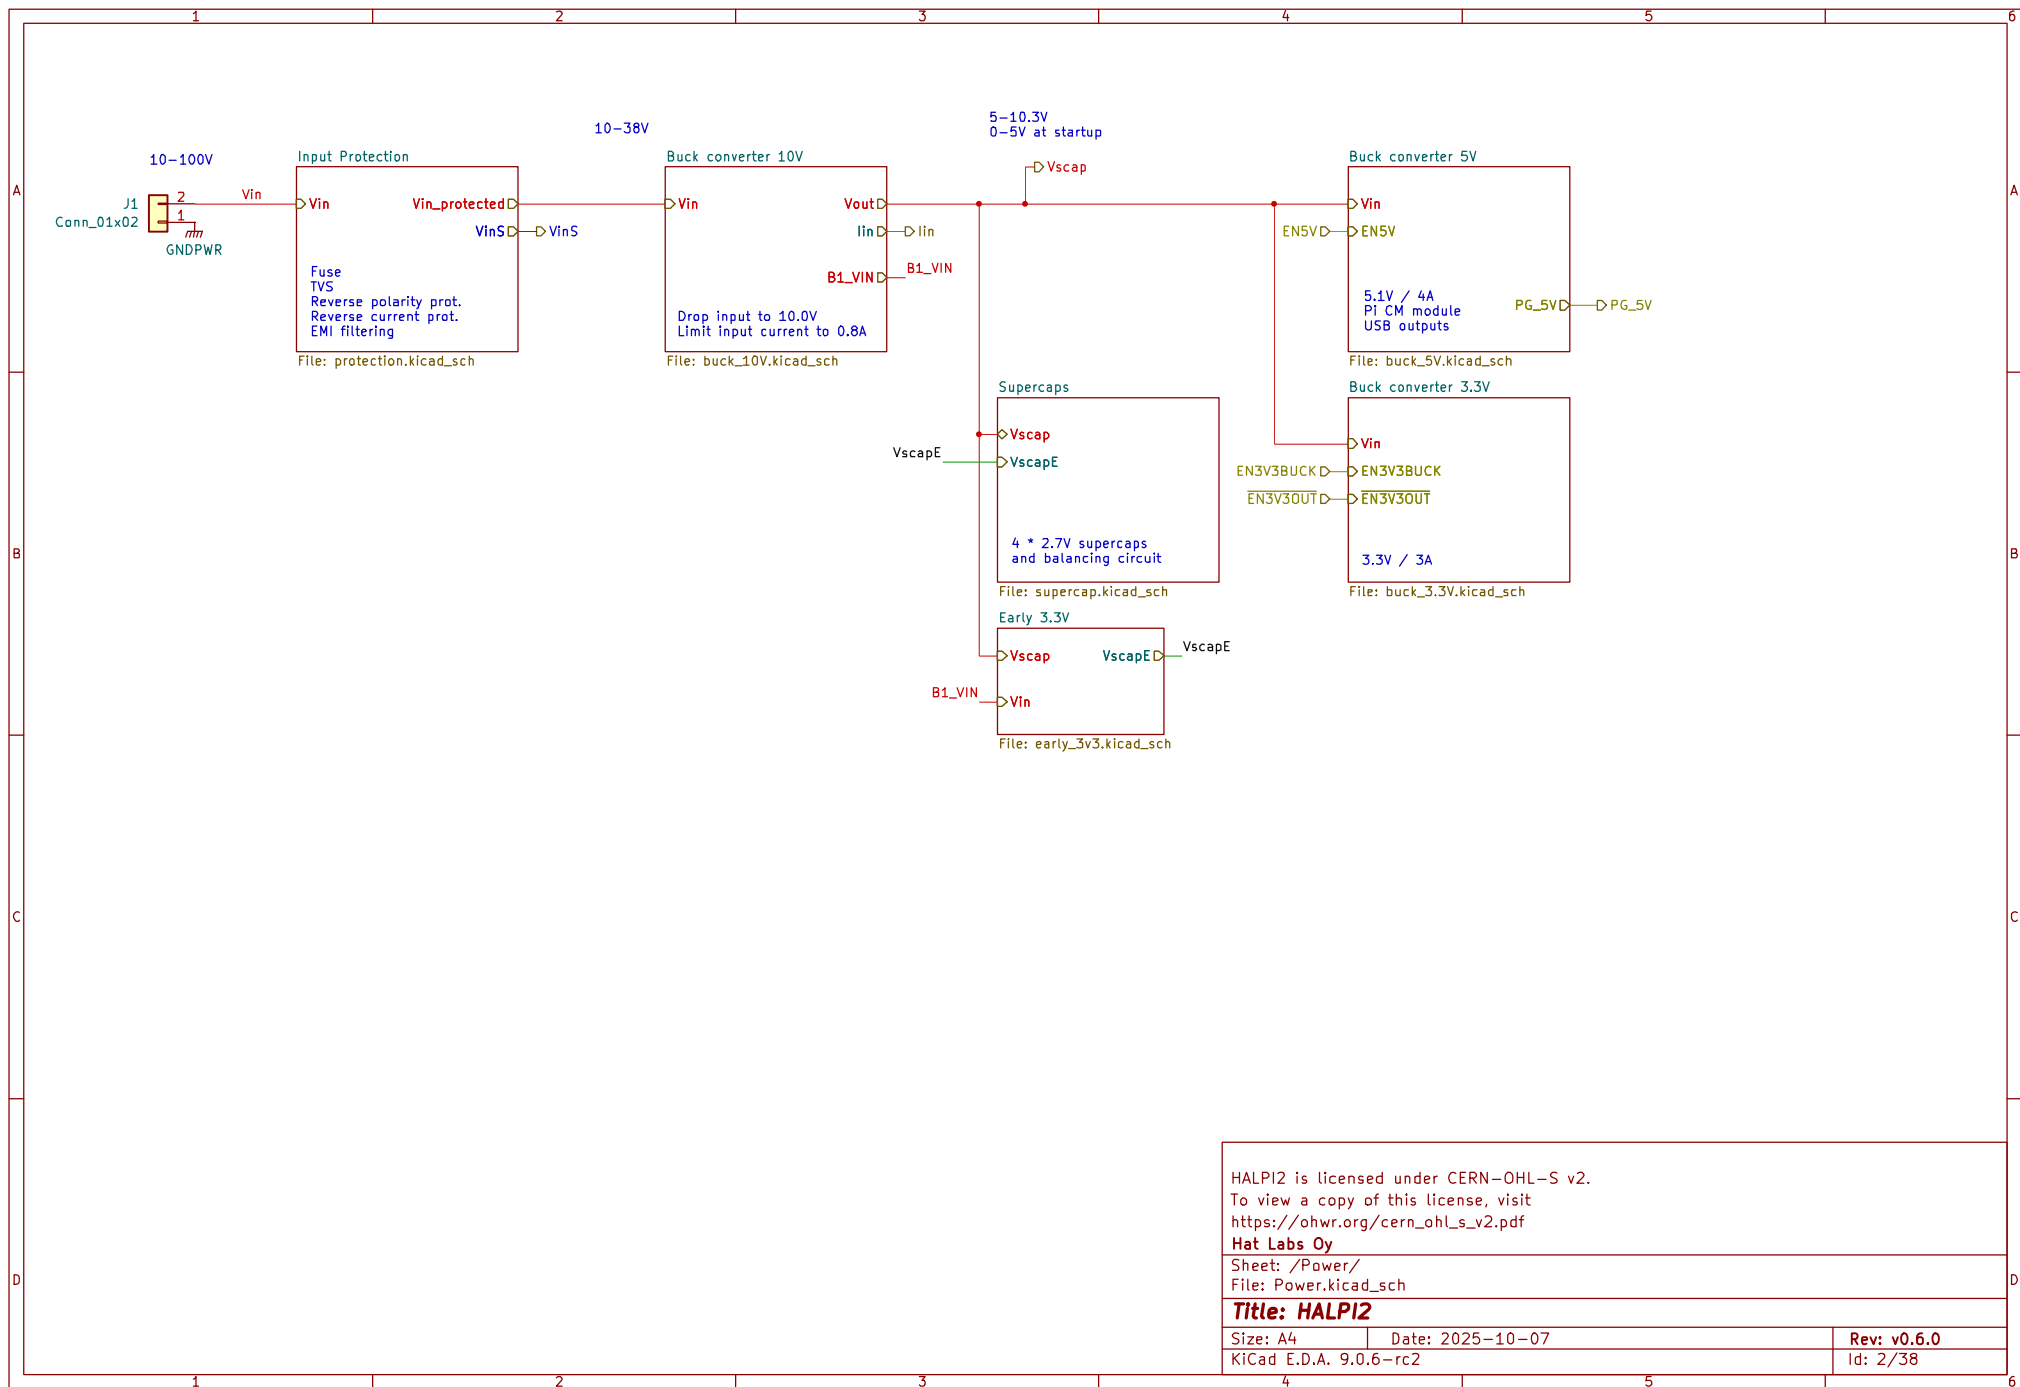 1 2 3 4 5 6
A
B
C
D
10-100V
J1
Conn_01x02
2
1
GNDPWR
Vin
Input Protection
Vin
Vin_protected
VinS
VinS
Fuse
TVS
Reverse polarity prot.
Reverse current prot.
EMI filtering
File: protection.kicad_sch
10-38V
Buck converter 10V
Vin
Vout
Iin
Iin
B1_VIN
B1_VIN
Drop input to 10.0V
Limit input current to 0.8A
File: buck_10V.kicad_sch
5-10.3V
0-5V at startup
Vscap
Buck converter 5V
Vin
EN5V
EN5V
5.1V / 4A
Pi CM module
USB outputs
PG_5V
PG_5V
File: buck_5V.kicad_sch
Supercaps
Vscap
VscapE
VscapE
4 * 2.7V supercaps
and balancing circuit
File: supercap.kicad_sch
Buck converter 3.3V
Vin
EN3V3BUCK
EN3V3BUCK
EN3V3OUT
EN3V3OUT
3.3V / 3A
File: buck_3.3V.kicad_sch
Early 3.3V
Vscap
VscapE
VscapE
B1_VIN
Vin
File: early_3v3.kicad_sch
A
B
C
D
HALPI2 is licensed under CERN-OHL-S v2.
To view a copy of this license, visit
https://ohwr.org/cern_ohl_s_v2.pdf
Hat Labs Oy
Sheet: /Power/
File: Power.kicad_sch
Title: HALPI2
Size: A4
Date: 2025-10-07
Rev: v0.6.0
KiCad E.D.A. 9.0.6-rc2
Id: 2/38
1 2 3 4 5 6